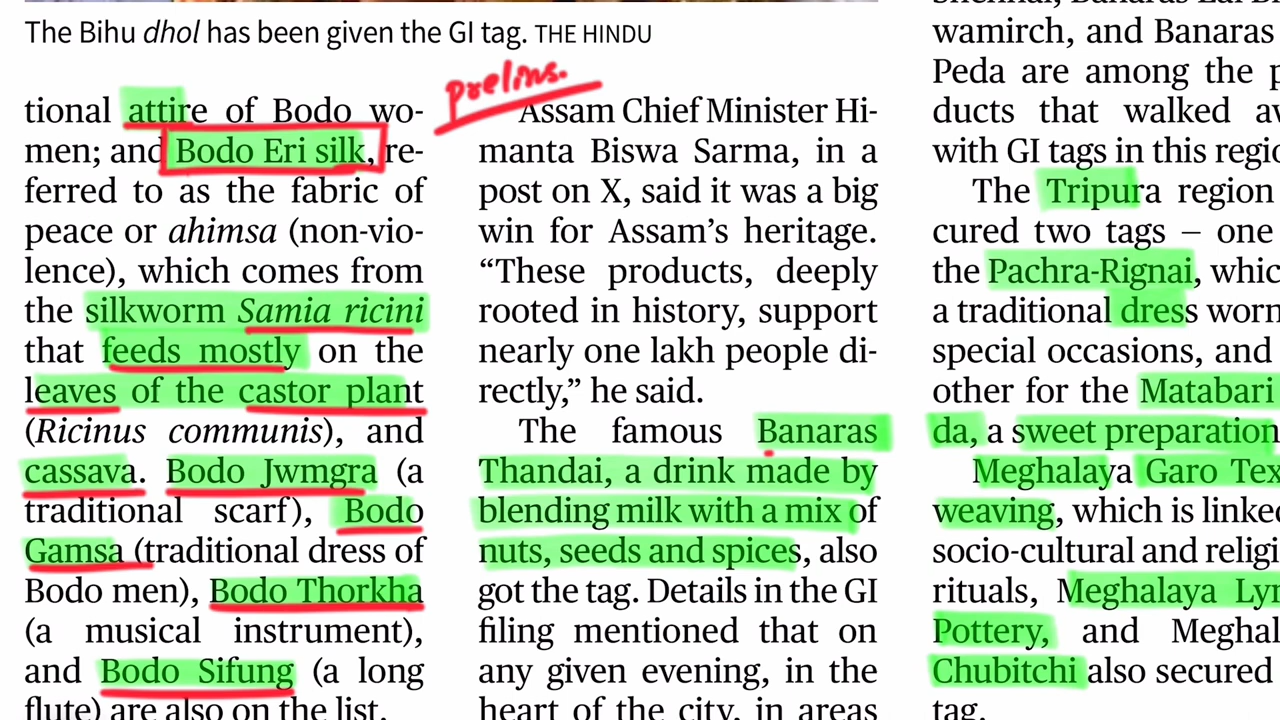 The Bihu dhol has been given the GI tag. THE HINDU
prelims.
tional attire of Bodo wo-
men; and Bodo Eri silk, re-
ferred to as the fabric of
peace or ahimsa (non-vio-
lence), which comes from
the silkworm Samia ricini
that feeds mostly on the
leaves of the castor plant
(Ricinus communis), and
cassava. Bodo Jwmgra (a
traditional scarf), Bodo
Gamsa (traditional dress of
Bodo men), Bodo Thorkha
(a musical instrument),
and Bodo Sifung (a long
flute) are also on the list.
Assam Chief Minister Hi-
manta Biswa Sarma, in a
post on X, said it was a big
win for Assam's heritage.
“These products, deeply
rooted in history, support
nearly one lakh people di-
rectly,” he said.
The famous Banaras
Thandai, a drink made by
blending milk with a mix of
nuts, seeds and spices, also
got the tag. Details in the GI
filing mentioned that on
any given evening, in the
heart of the city, in areas
wamirch, and Banaras
Peda are among the
ducts that walked
with GI tags in this
The Tripura region
cured two tags — one
the Pachra-Rignai,
a traditional dress
special occasions, and
other for the Matabari
da, a sweet preparation
Meghalaya Garo
weaving, which is
socio-cultural and
rituals, Meghalaya
Pottery, and
Chubitchi also secured
tag.